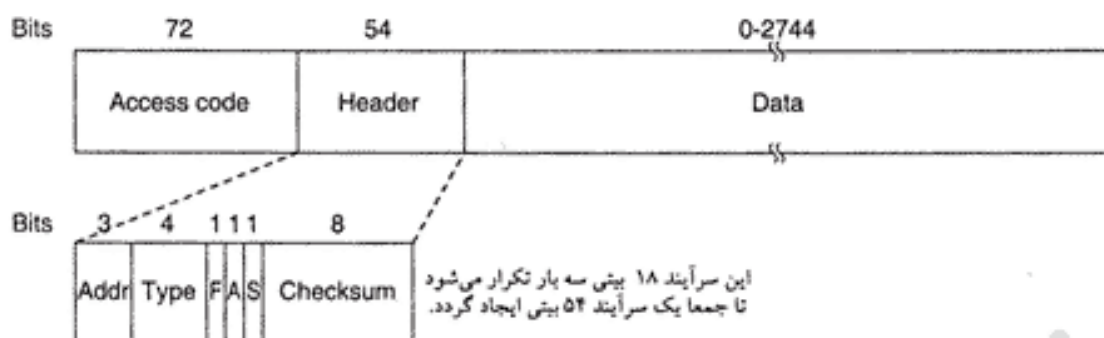 Bits 72 54 0-2744
Access code Header Data
Bits 3 4 1 1 1 8
Addr Type F A S Checksum
این سرآیند ۱۸ بیتی سه بار تکرار می‌شود
تا جمعا یک سرآیند ۵۴ بیتی ایجاد گردد.